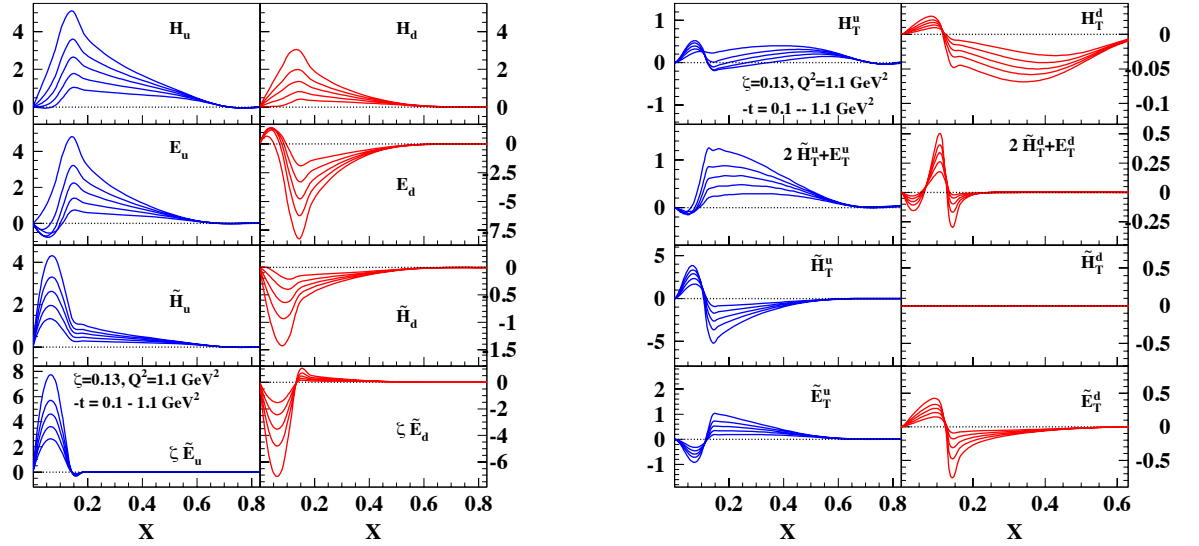 H_u
H_d
4
2
0
4
2
0
E_u
E_d
4
2
0
0
-2.5
-5
-7.5
H̃_u
H̃_d
4
2
0
0
-0.5
-1
-1.5
ζ=0.13, Q²=1.1 GeV²
-t = 0.1 - 1.1 GeV²
ζ Ẽ_u
ζ Ẽ_d
8
6
4
2
0
0
-2
-4
-6
0 0.2 0.4 0.6 0.8
0.2 0.4 0.6 0.8
X
X
H_T^u
H_T^d
1
0
-1
0
-0.05
-0.1
ζ=0.13, Q²=1.1 GeV²
-t = 0.1 -- 1.1 GeV²
2 H̃_T^u+E_T^u
2 H̃_T^d+E_T^d
1
0
0.5
0.25
0
-0.25
H̃_T^u
H̃_T^d
5
0
-5
0.5
0
-0.5
Ẽ_T^u
Ẽ_T^d
1
0
-1
0.5
0
-0.5
0.2 0.4 0.6 0.8
0.2 0.4 0.6
X
X